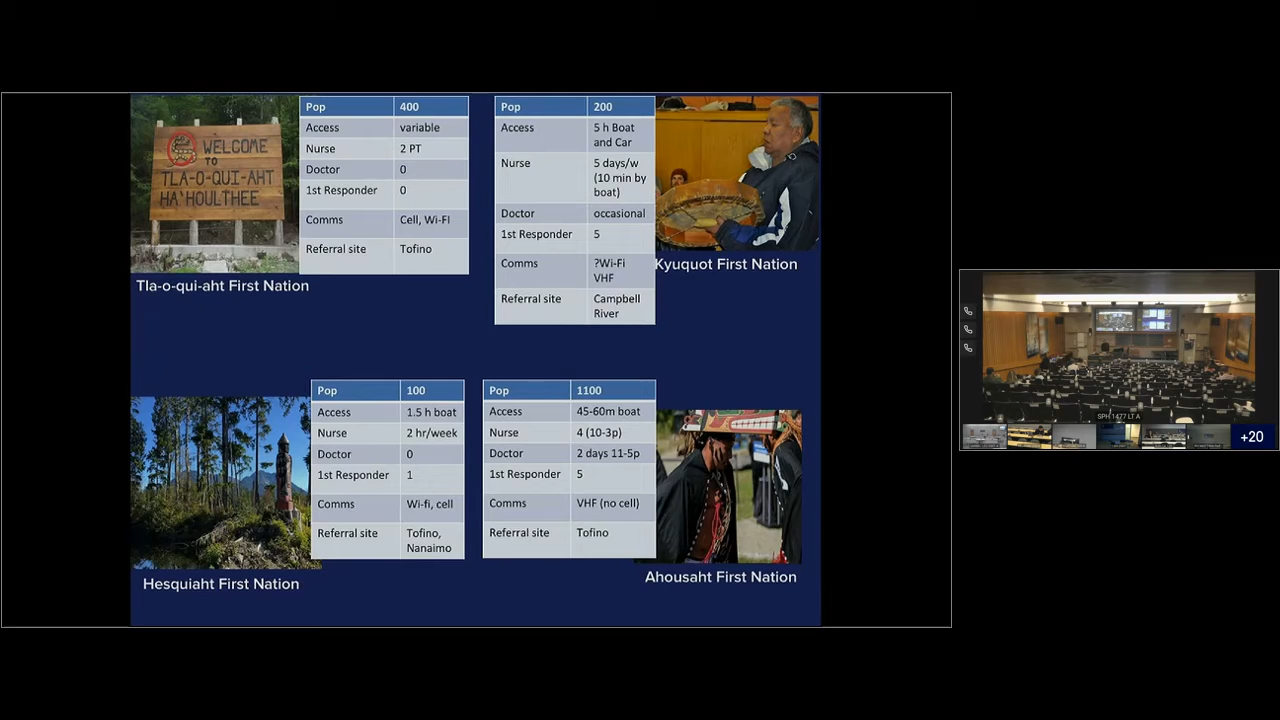 WELCOME
TO
TLA-O-QUI-AHT
HA'HOULTHEE
Pop 400
Access variable
Nurse 2 PT
Doctor 0
1st Responder 0
Comms Cell, Wi-FI
Referral site Tofino
Tla-o-qui-aht First Nation
Pop 200
Access 5 h Boat
and Car
Nurse 5 days/w
(10 min by
boat)
Doctor occasional
1st Responder 5
Comms ?Wi-Fi
VHF
Referral site Campbell
River
Kyuquot First Nation
Pop 100
Access 1.5 h boat
Nurse 2 hr/week
Doctor 0
1st Responder 1
Comms Wi-fi, cell
Referral site Tofino,
Nanaimo
Hesquiaht First Nation
Pop 1100
Access 45-60m boat
Nurse 4 (10-3p)
Doctor 2 days 11-5p
1st Responder 5
Comms VHF (no cell)
Referral site Tofino
Ahousaht First Nation
SPH 1477 LT A
+20